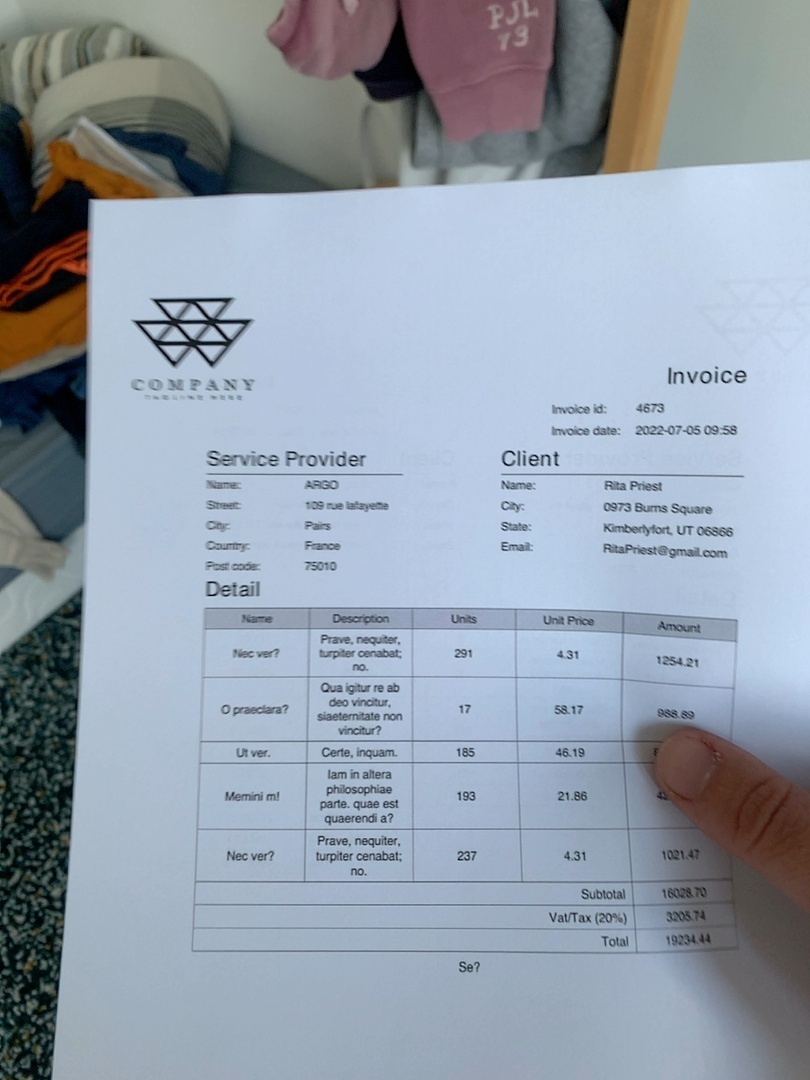 PJL
73
COMPANY
Invoice
Invoice id: 4673
Invoice date: 2022-07-05 09:58
Service Provider
Name: ARGO
Street: 109 rue lafayette
City: Pairs
Country: France
Post code: 75010
Client
Name: Rita Priest
City: 0973 Burns Square
State: Kimberlyfort, UT 06866
Email: RitaPriest@gmail.com
Detail
Name Description Units Unit Price Amount
Nec ver? Prave, nequiter, turpiter cenabat; no. 291 4.31 1254.21
O praeclara? Qua igitur re ab deo vincitur, siaeternitate non vincitur? 17 58.17 988.89
Ut ver. Certe, inquam. 185 46.19
Memini m! Iam in altera philosophiae parte. quae est quaerendi a? 193 21.86
Nec ver? Prave, nequiter, turpiter cenabat; no. 237 4.31 1021.47
Subtotal 16028.70
Vat/Tax (20%) 3205.74
Total 19234.44
Se?